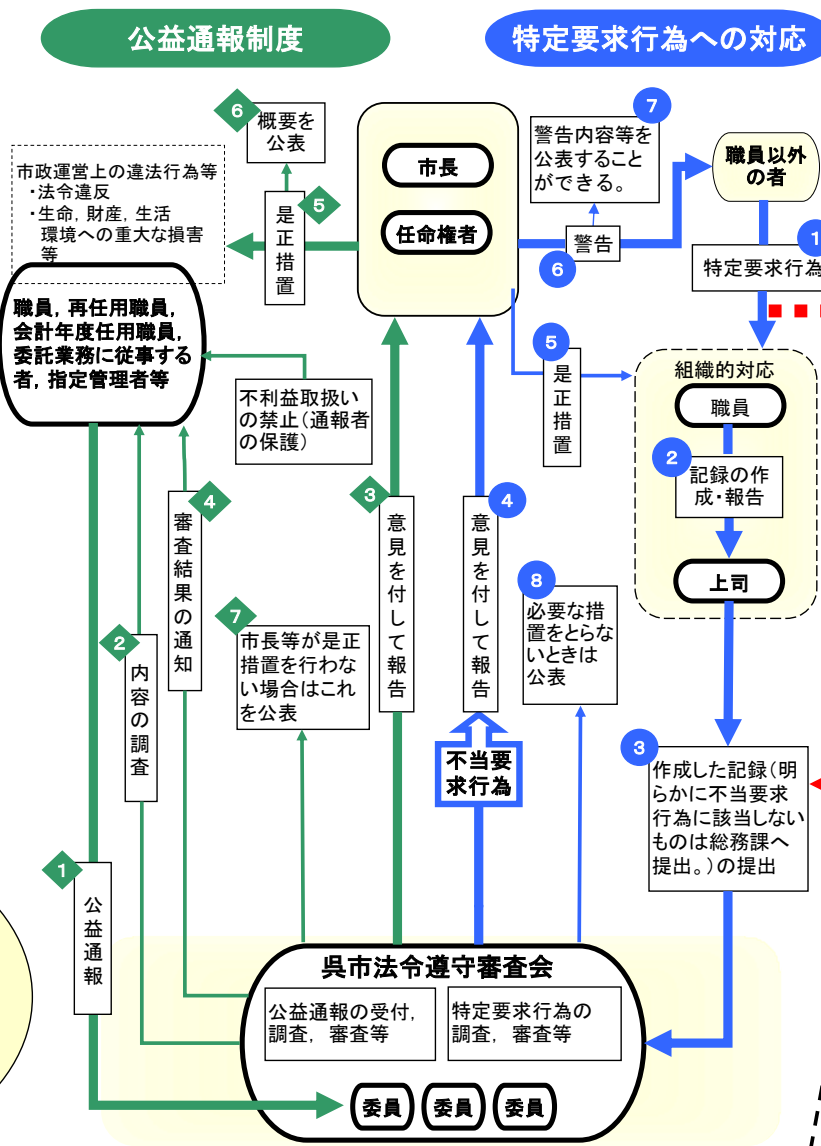 公益通報制度
特定要求行為への対応
6
概要を
公表
市政運営上の違法行為等
・法令違反
・生命，財産，生活
環境への重大な損害
等
5
是正措置
市長
任命権者
7
警告内容等を
公表すること
ができる。
6
警告
職員以外
の者
1
特定要求行為
職員，再任用職員，
会計年度任用職員，
委託業務に従事する
者，指定管理者等
不利益取扱い
の禁止（通報者
の保護）
5
是正措置
組織的対応
職員
2
記録の作
成・報告
上司
4
審査結果の通知
3
意見を付して報告
4
意見を付して報告
2
内容の調査
7
市長等が是正
措置を行わな
い場合はこれ
を公表
8
必要な措
置をとらな
いときは
公表
不当要
求行為
3
作成した記録（明
らかに不当要求
行為に該当しない
ものは総務課へ
提出。）の提出
1
公益通報
呉市法令遵守審査会
公益通報の受付，
調査，審査等
特定要求行為の
調査，審査等
委員
委員
委員